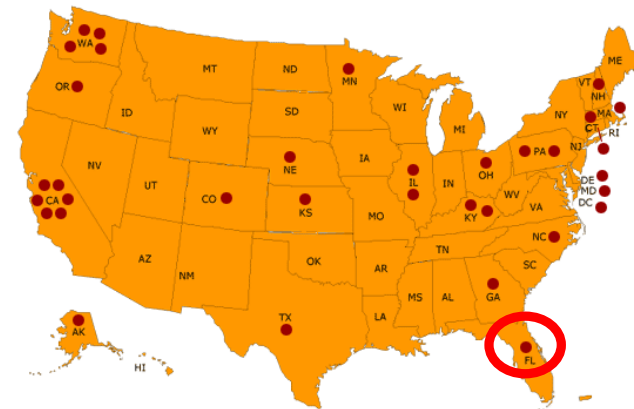 WA
OR
ID
MT
ND
MN
SD
WY
WI
MI
IA
NE
NV
UT
CO
KS
MO
IL
IN
OH
KY
WV
VA
PA
NY
VT
NH
ME
MA
CT
RI
NJ
DE
MD
DC
CA
AZ
NM
OK
AR
TN
NC
SC
TX
LA
MS
AL
GA
FL
AK
HI